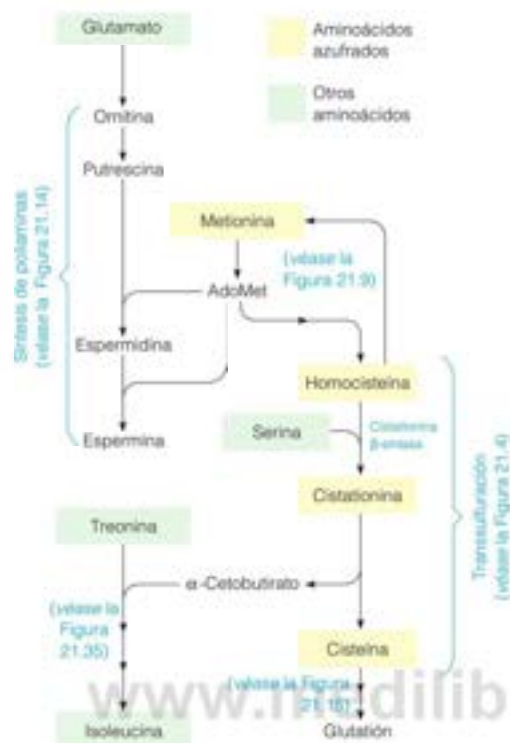 Glutamato
Aminoácidos
azufrados
Otros
aminoácidos
Ornitina
Putrescina
Síntesis de poliaminas
(véase la Figura 21.14)
Metionina
(véase la
Figura 21.9)
AdoMet
Espermidina
Homocisteína
Serina
Cistationina
β-sintasa
Espermina
Cistationina
Transsulfuración
(véase la Figura 21.4)
Treonina
α-Cetobutirato
(véase la
Figura
21.35)
Cisteína
(véase la Figura
www.medilib
Isoleucina
Glutatión